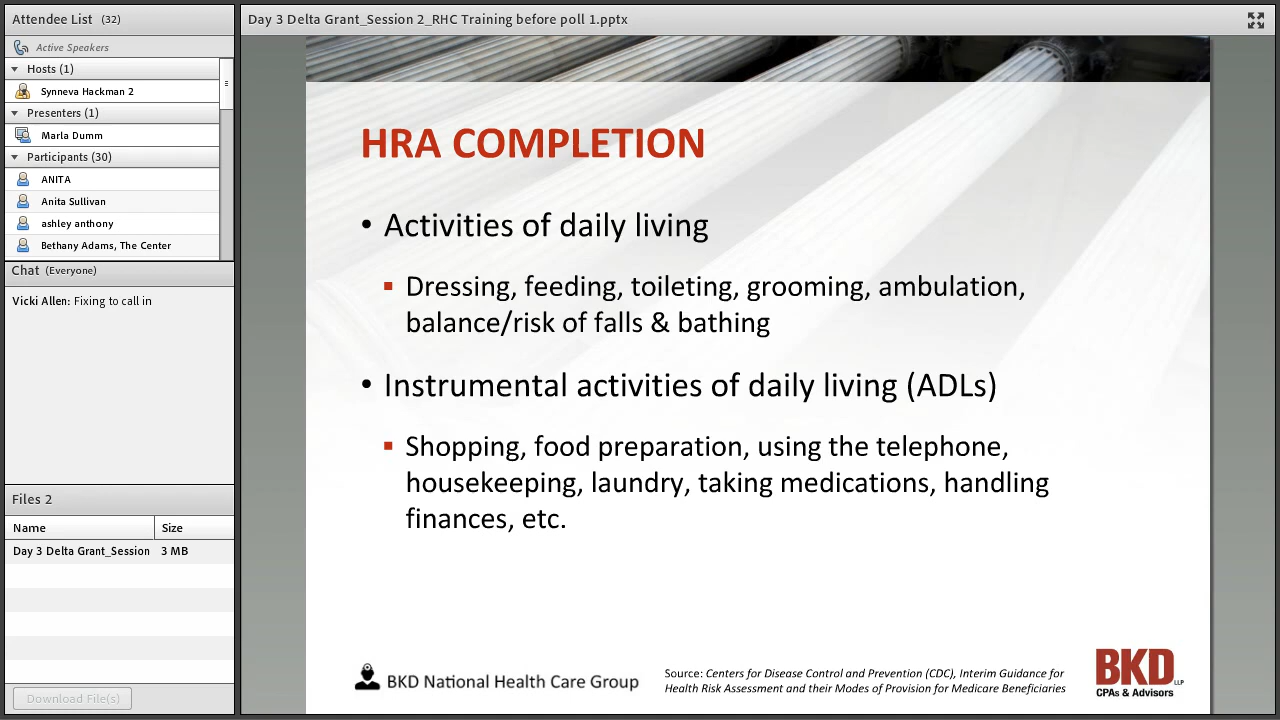 Attendee List (32)
Active Speakers
Hosts (1)
Synneva Hackman 2
Presenters (1)
Marla Dumm
Participants (30)
ANITA
Anita Sullivan
ashley anthony
Bethany Adams, The Center
Chat (Everyone)
Vicki Allen: Fixing to call in
Files 2
Name Size
Day 3 Delta Grant_Session 3 MB
Download File(s)
Day 3 Delta Grant_Session 2_RHC Training before poll 1.pptx
HRA COMPLETION
• Activities of daily living
▪ Dressing, feeding, toileting, grooming, ambulation,
balance/risk of falls & bathing
• Instrumental activities of daily living (ADLs)
▪ Shopping, food preparation, using the telephone,
housekeeping, laundry, taking medications, handling
finances, etc.
BKD National Health Care Group
Source: Centers for Disease Control and Prevention (CDC), Interim Guidance for
Health Risk Assessment and their Modes of Provision for Medicare Beneficiaries
BKD LLP
CPAs & Advisors